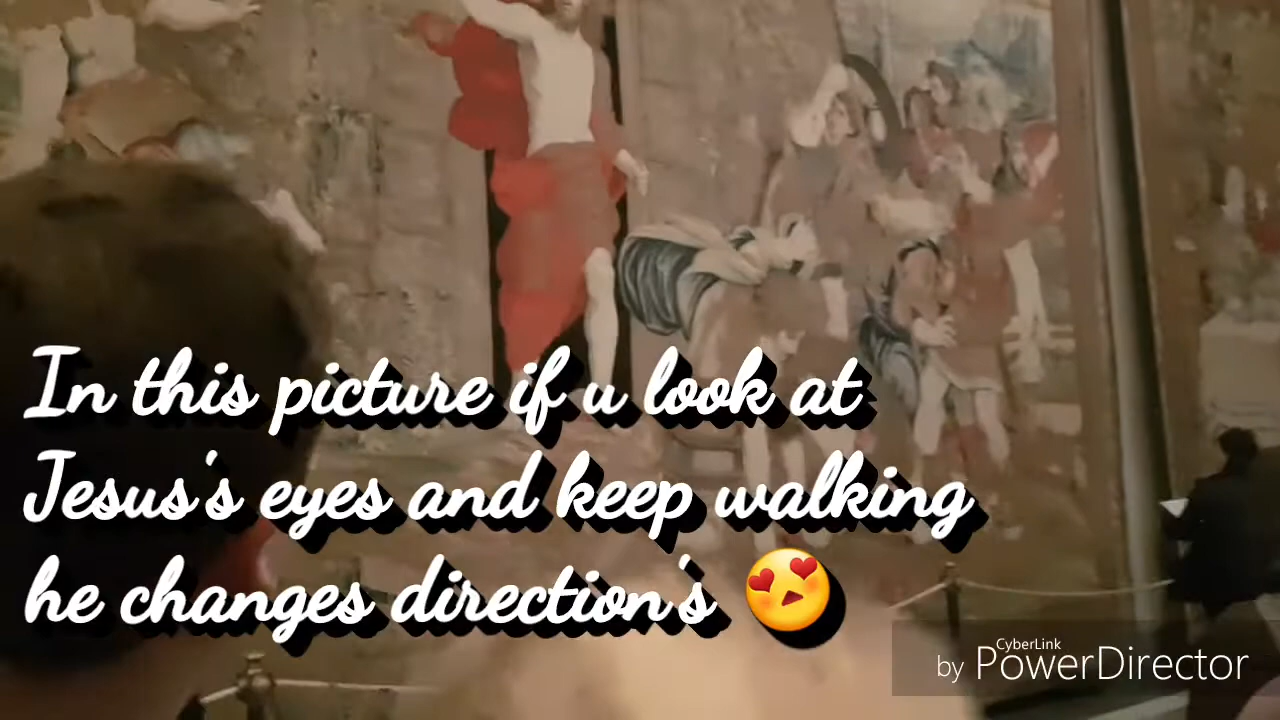 In this picture if u look at
Jesus's eyes and keep walking
he changes direction's 😍
CyberLink
by PowerDirector